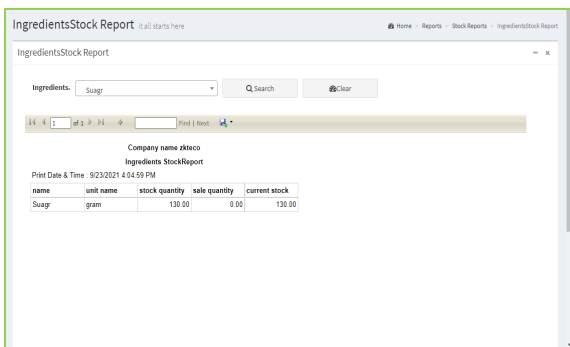 IngredientsStock Report it all starts here
Home > Reports > Stock Reports > IngredientsStock Report
IngredientsStock Report
Ingredients. Suagr Search Clear
1 of 1 Find | Next
Company name zkteco
Ingredients StockReport
Print Date & Time : 9/23/2021 4:04:59 PM
name unit name stock quantity sale quantity current stock
Suagr gram 130.00 0.00 130.00